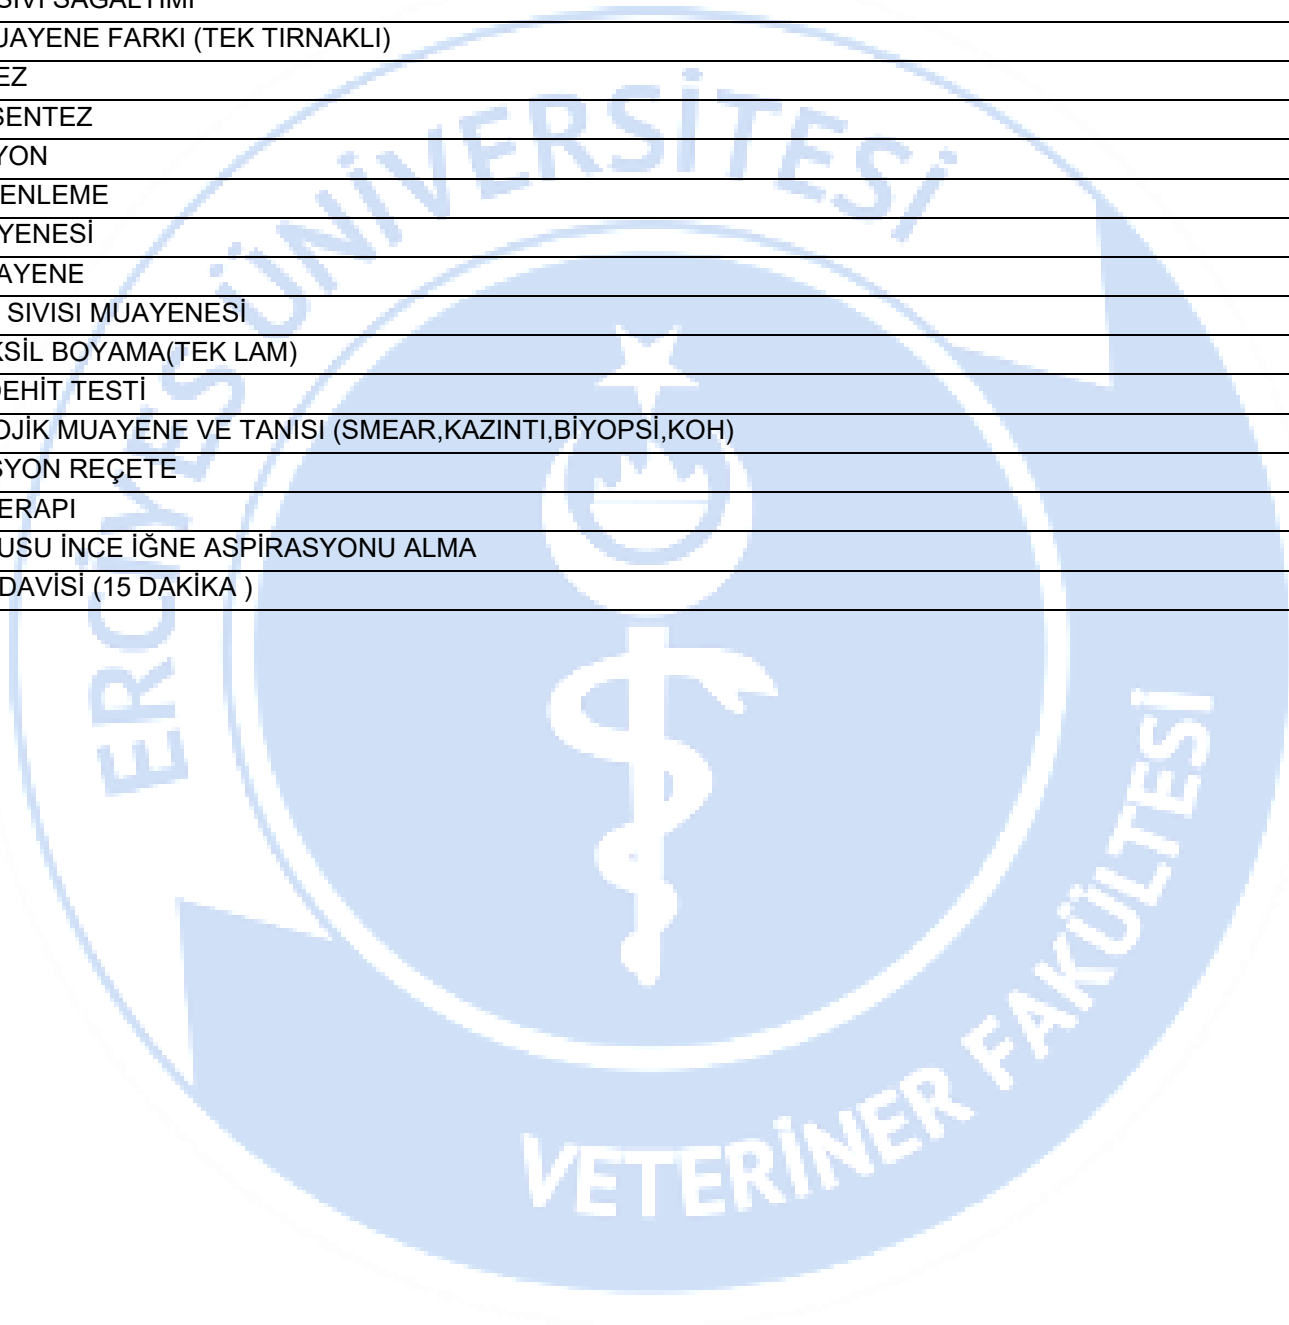 SIVI SAĞALTIMI
UAYENE FARKI (TEK TIRNAKLI)
EZ
SENTEZ
YON
ENLEME
YENESİ
AYENE
SIVISI MUAYENESİ
KSİL BOYAMA(TEK LAM)
DEHİT TESTİ
OJİK MUAYENE VE TANISI (SMEAR,KAZINTI,BİYOPSİ,KOH)
SYON REÇETE
ERAPI
USU İNCE İĞNE ASPİRASYONU ALMA
DAVİSİ (15 DAKİKA )
ERCİYES ÜNİVERSİTESİ
VETERİNER FAKÜLTESİ